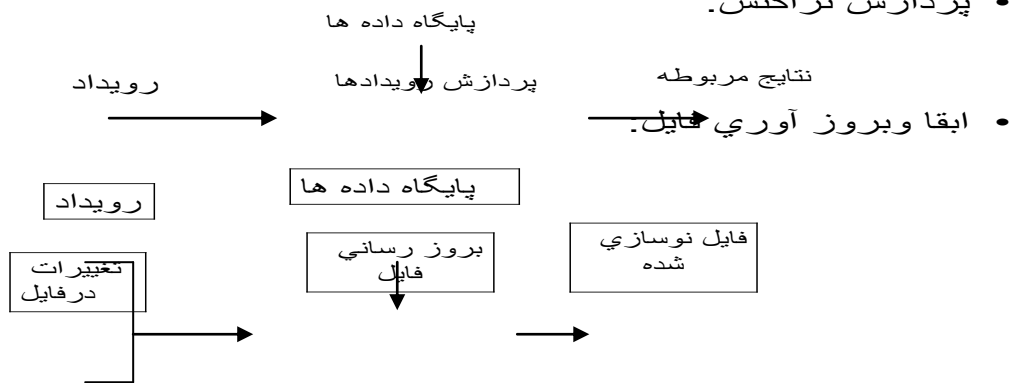 • پردازش تراکنش:
پايگاه داده ها
رويداد
پردازش رويدادها
نتايج مربوطه
• ابقا وبروز آوري فايل:
رويداد
پايگاه داده ها
تغييرات
درفايل
بروز رساني
فايل
فايل نوسازي
شده